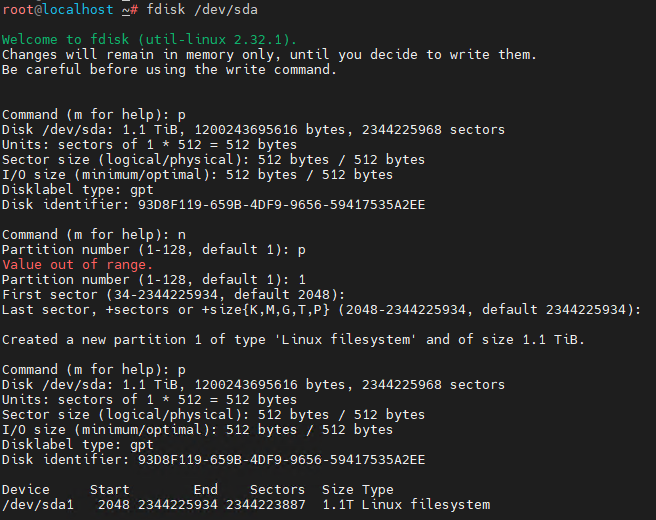 root@localhost ~# fdisk /dev/sda
Welcome to fdisk (util-linux 2.32.1).
Changes will remain in memory only, until you decide to write them.
Be careful before using the write command.
Command (m for help): p
Disk /dev/sda: 1.1 TiB, 1200243695616 bytes, 2344225968 sectors
Units: sectors of 1 * 512 = 512 bytes
Sector size (logical/physical): 512 bytes / 512 bytes
I/O size (minimum/optimal): 512 bytes / 512 bytes
Disklabel type: gpt
Disk identifier: 93D8F119-659B-4DF9-9656-59417535A2EE
Command (m for help): n
Partition number (1-128, default 1): p
Value out of range.
Partition number (1-128, default 1): 1
First sector (34-2344225934, default 2048):
Last sector, +sectors or +size{K,M,G,T,P} (2048-2344225934, default 2344225934):
Created a new partition 1 of type 'Linux filesystem' and of size 1.1 TiB.
Command (m for help): p
Disk /dev/sda: 1.1 TiB, 1200243695616 bytes, 2344225968 sectors
Units: sectors of 1 * 512 = 512 bytes
Sector size (logical/physical): 512 bytes / 512 bytes
I/O size (minimum/optimal): 512 bytes / 512 bytes
Disklabel type: gpt
Disk identifier: 93D8F119-659B-4DF9-9656-59417535A2EE
Device     Start        End    Sectors  Size Type
/dev/sda1   2048 2344225934 2344223887  1.1T Linux filesystem